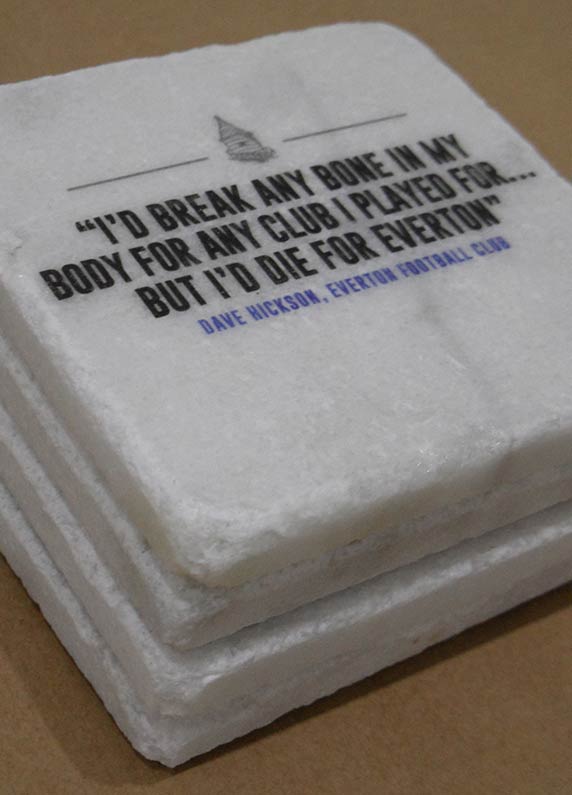 “I'D BREAK ANY BONE IN MY
BODY FOR ANY CLUB I PLAYED FOR...
BUT I'D DIE FOR EVERTON”
DAVE HICKSON, EVERTON FOOTBALL CLUB